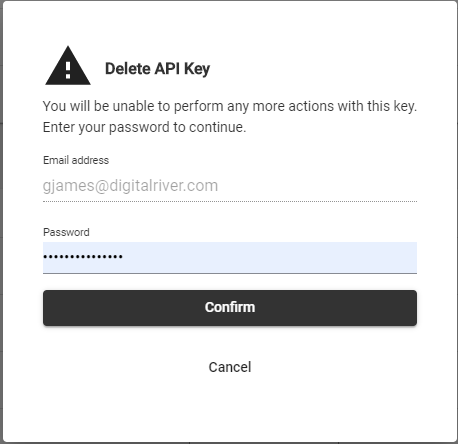 Delete API Key
You will be unable to perform any more actions with this key.
Enter your password to continue.
Email address
gjames@digitalriver.com
Password
•••••••••••••••
Confirm
Cancel